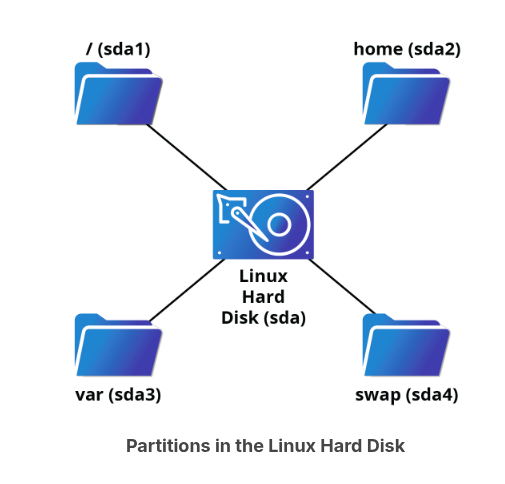 / (sda1)
home (sda2)
Linux
Hard
Disk (sda)
var (sda3)
swap (sda4)
Partitions in the Linux Hard Disk